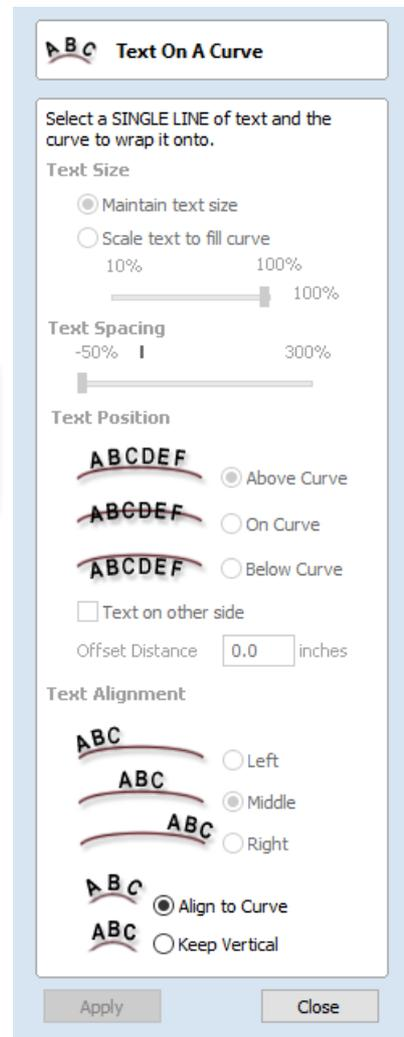 ABC Text On A Curve
Select a SINGLE LINE of text and the
curve to wrap it onto.
Text Size
Maintain text size
Scale text to fill curve
10% 100%
100%
Text Spacing
-50% 300%
Text Position
ABCDEF Above Curve
ABCDEF On Curve
ABCDEF Below Curve
Text on other side
Offset Distance 0.0 inches
Text Alignment
ABC Left
ABC Middle
ABC Right
ABC Align to Curve
ABC Keep Vertical
Apply Close